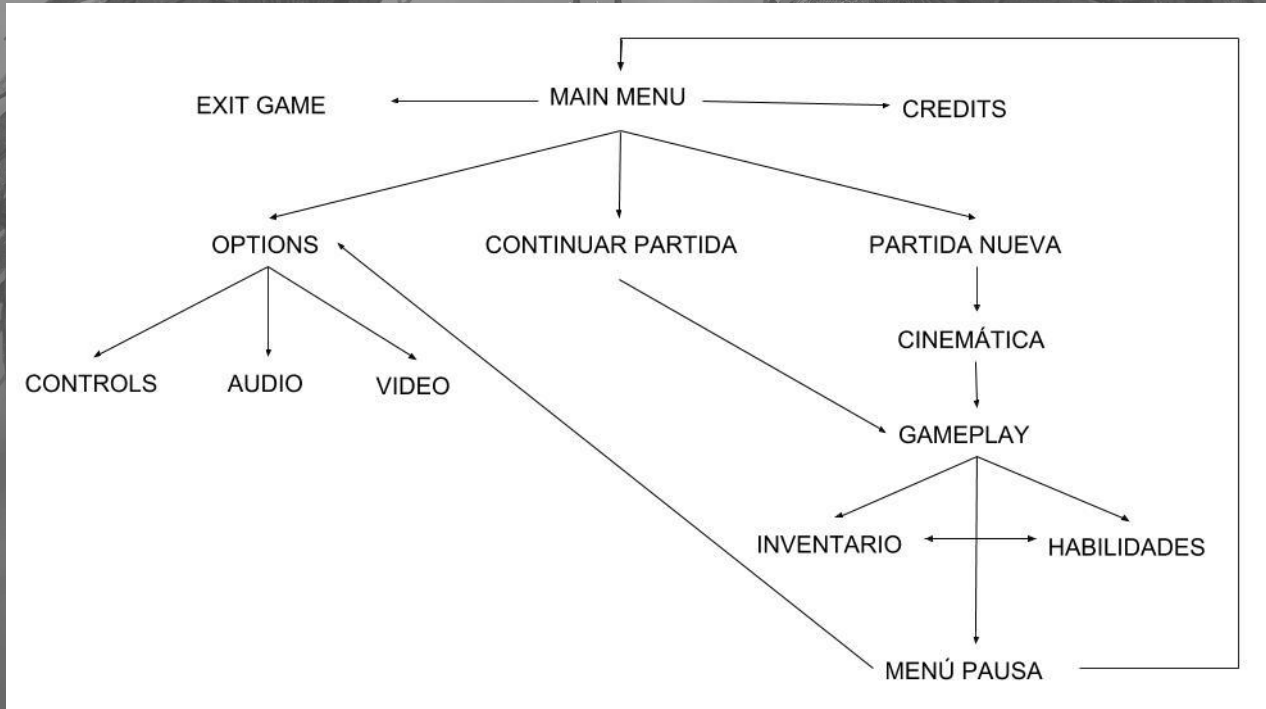 MAIN MENU
EXIT GAME
CREDITS
OPTIONS
CONTINUAR PARTIDA
PARTIDA NUEVA
CINEMÁTICA
CONTROLS
AUDIO
VIDEO
GAMEPLAY
INVENTARIO
HABILIDADES
MENÚ PAUSA